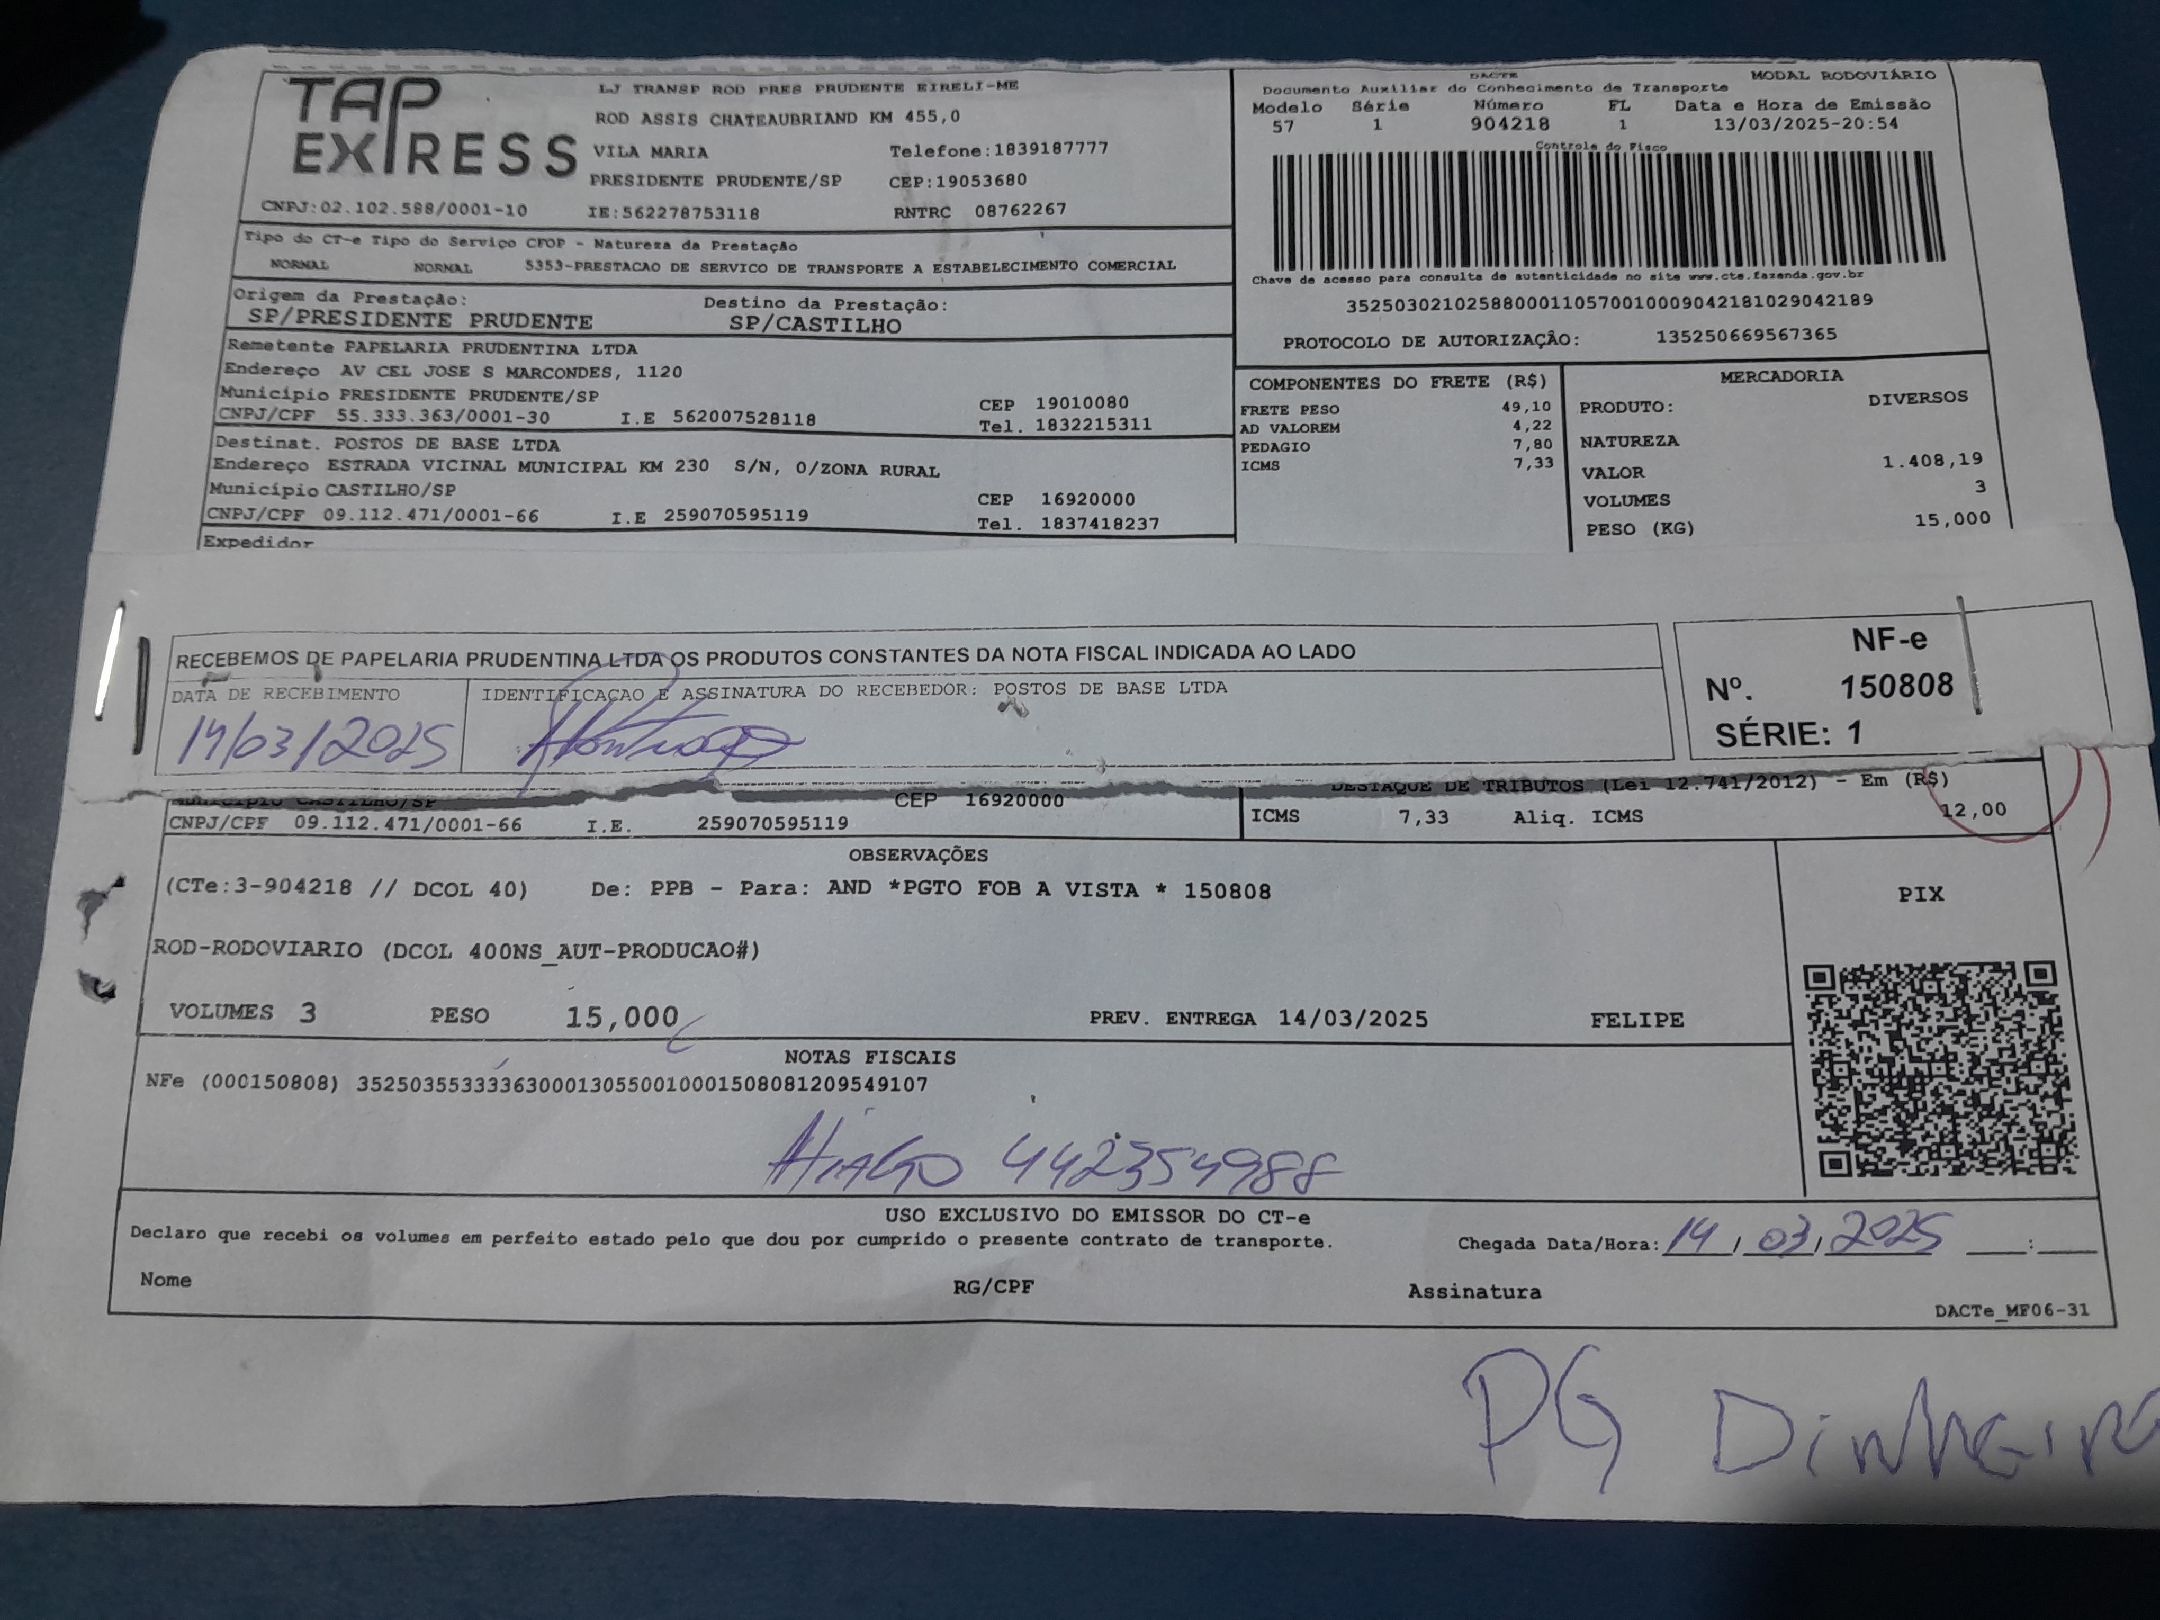 TAP
EXPRESS
LJ TRANSP ROD PRES PRUDENTE EIRELI-ME
ROD ASSIS CHATEAUBRIAND KM 455,0
VILA MARIA Telefone:1839187777
PRESIDENTE PRUDENTE/SP CEP:19053680
CNPJ:02.102.588/0001-10 IE:562278753118 RNTRC 08762267
DACTE MODAL RODOVIÁRIO
Documento Auxiliar do Conhecimento de Transporte
Modelo Série Número FL Data e Hora de Emissão
57 1 904218 1 13/03/2025-20:54
Controle do Fisco
Chave de acesso para consulta de autenticidade no site www.cte.fazenda.gov.br
35250302102588000110570010009042181029042189
PROTOCOLO DE AUTORIZAÇÃO: 135250669567365
Tipo do CT-e Tipo do Serviço CFOP - Natureza da Prestação
NORMAL NORMAL 5353-PRESTACAO DE SERVICO DE TRANSPORTE A ESTABELECIMENTO COMERCIAL
Origem da Prestação: Destino da Prestação:
SP/PRESIDENTE PRUDENTE SP/CASTILHO
Remetente PAPELARIA PRUDENTINA LTDA
Endereço AV CEL JOSE S MARCONDES, 1120
Município PRESIDENTE PRUDENTE/SP CEP 19010080
CNPJ/CPF 55.333.363/0001-30 I.E 562007528118 Tel. 1832215311
Destinat. POSTOS DE BASE LTDA
Endereço ESTRADA VICINAL MUNICIPAL KM 230 S/N, 0/ZONA RURAL
Município CASTILHO/SP CEP 16920000
CNPJ/CPF 09.112.471/0001-66 I.E 259070595119 Tel. 1837418237
Expedidor
COMPONENTES DO FRETE (R$)
FRETE PESO 49,10
AD VALOREM 4,22
PEDAGIO 7,80
ICMS 7,33
MERCADORIA
PRODUTO: DIVERSOS
NATUREZA
VALOR 1.408,19
VOLUMES 3
PESO (KG) 15,000
RECEBEMOS DE PAPELARIA PRUDENTINA LTDA OS PRODUTOS CONSTANTES DA NOTA FISCAL INDICADA AO LADO
DATA DE RECEBIMENTO IDENTIFICAÇAO E ASSINATURA DO RECEBEDOR: POSTOS DE BASE LTDA
14/03/2025
NF-e
Nº. 150808
SÉRIE: 1
Município CASTILHO/SP CEP 16920000
CNPJ/CPF 09.112.471/0001-66 I.E. 259070595119
DESTAQUE DE TRIBUTOS (Lei 12.741/2012) - Em (R$)
ICMS 7,33 Aliq. ICMS 12,00
OBSERVAÇÕES
(CTe:3-904218 // DCOL 40) De: PPB - Para: AND *PGTO FOB A VISTA * 150808
ROD-RODOVIARIO (DCOL 400NS_AUT-PRODUCAO#)
VOLUMES 3 PESO 15,000 PREV. ENTREGA 14/03/2025 FELIPE
PIX
NOTAS FISCAIS
NFe (000150808) 35250355333363000130550010001508081209549107
Hiago 442354988
USO EXCLUSIVO DO EMISSOR DO CT-e
Declaro que recebi os volumes em perfeito estado pelo que dou por cumprido o presente contrato de transporte.
Chegada Data/Hora: 14 / 03 / 2025 ____:____
Nome RG/CPF Assinatura
DACTe_MF06-31
PG Dinheiro